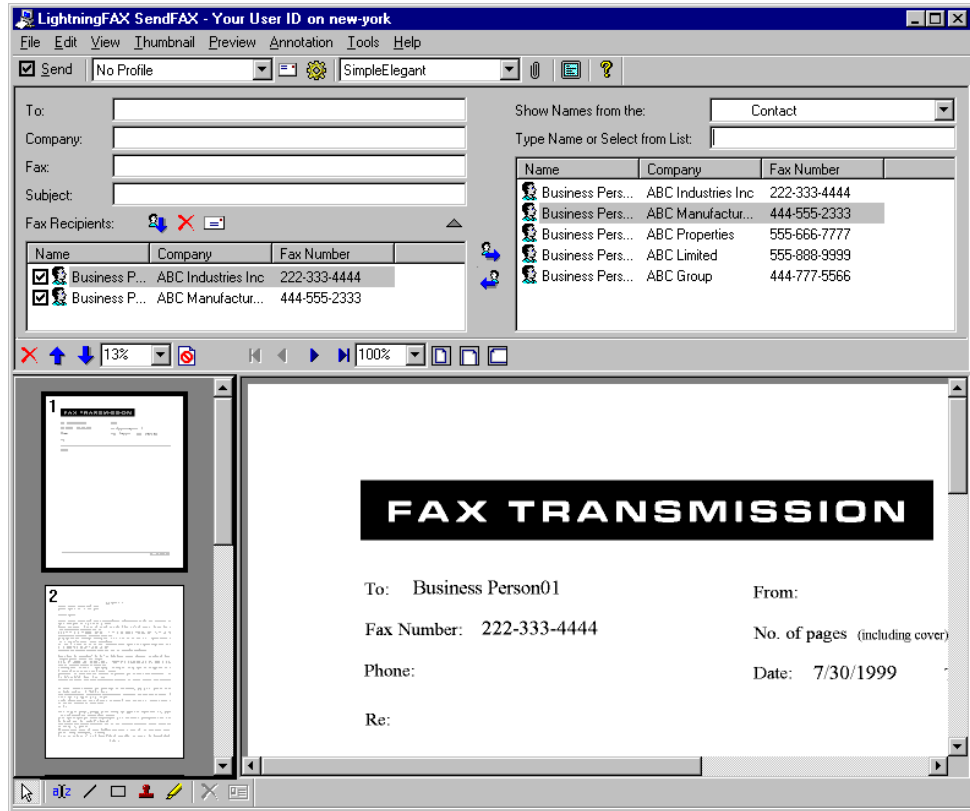 LightningFAX SendFAX - Your User ID on new-york
File Edit View Thumbnail Preview Annotation Tools Help
Send No Profile SimpleElegant
To:
Company:
Fax:
Subject:
Fax Recipients:
Name Company Fax Number
Business P... ABC Industries Inc 222-333-4444
Business P... ABC Manufactur... 444-555-2333
Show Names from the: Contact
Type Name or Select from List:
Name Company Fax Number
Business Pers... ABC Industries Inc 222-333-4444
Business Pers... ABC Manufactur... 444-555-2333
Business Pers... ABC Properties 555-666-7777
Business Pers... ABC Limited 555-888-9999
Business Pers... ABC Group 444-777-5566
13% 100%
1
FAX TRANSMISSION
2
FAX TRANSMISSION
To: Business Person01 From:
Fax Number: 222-333-4444 No. of pages (including cover)
Phone: Date: 7/30/1999
Re: